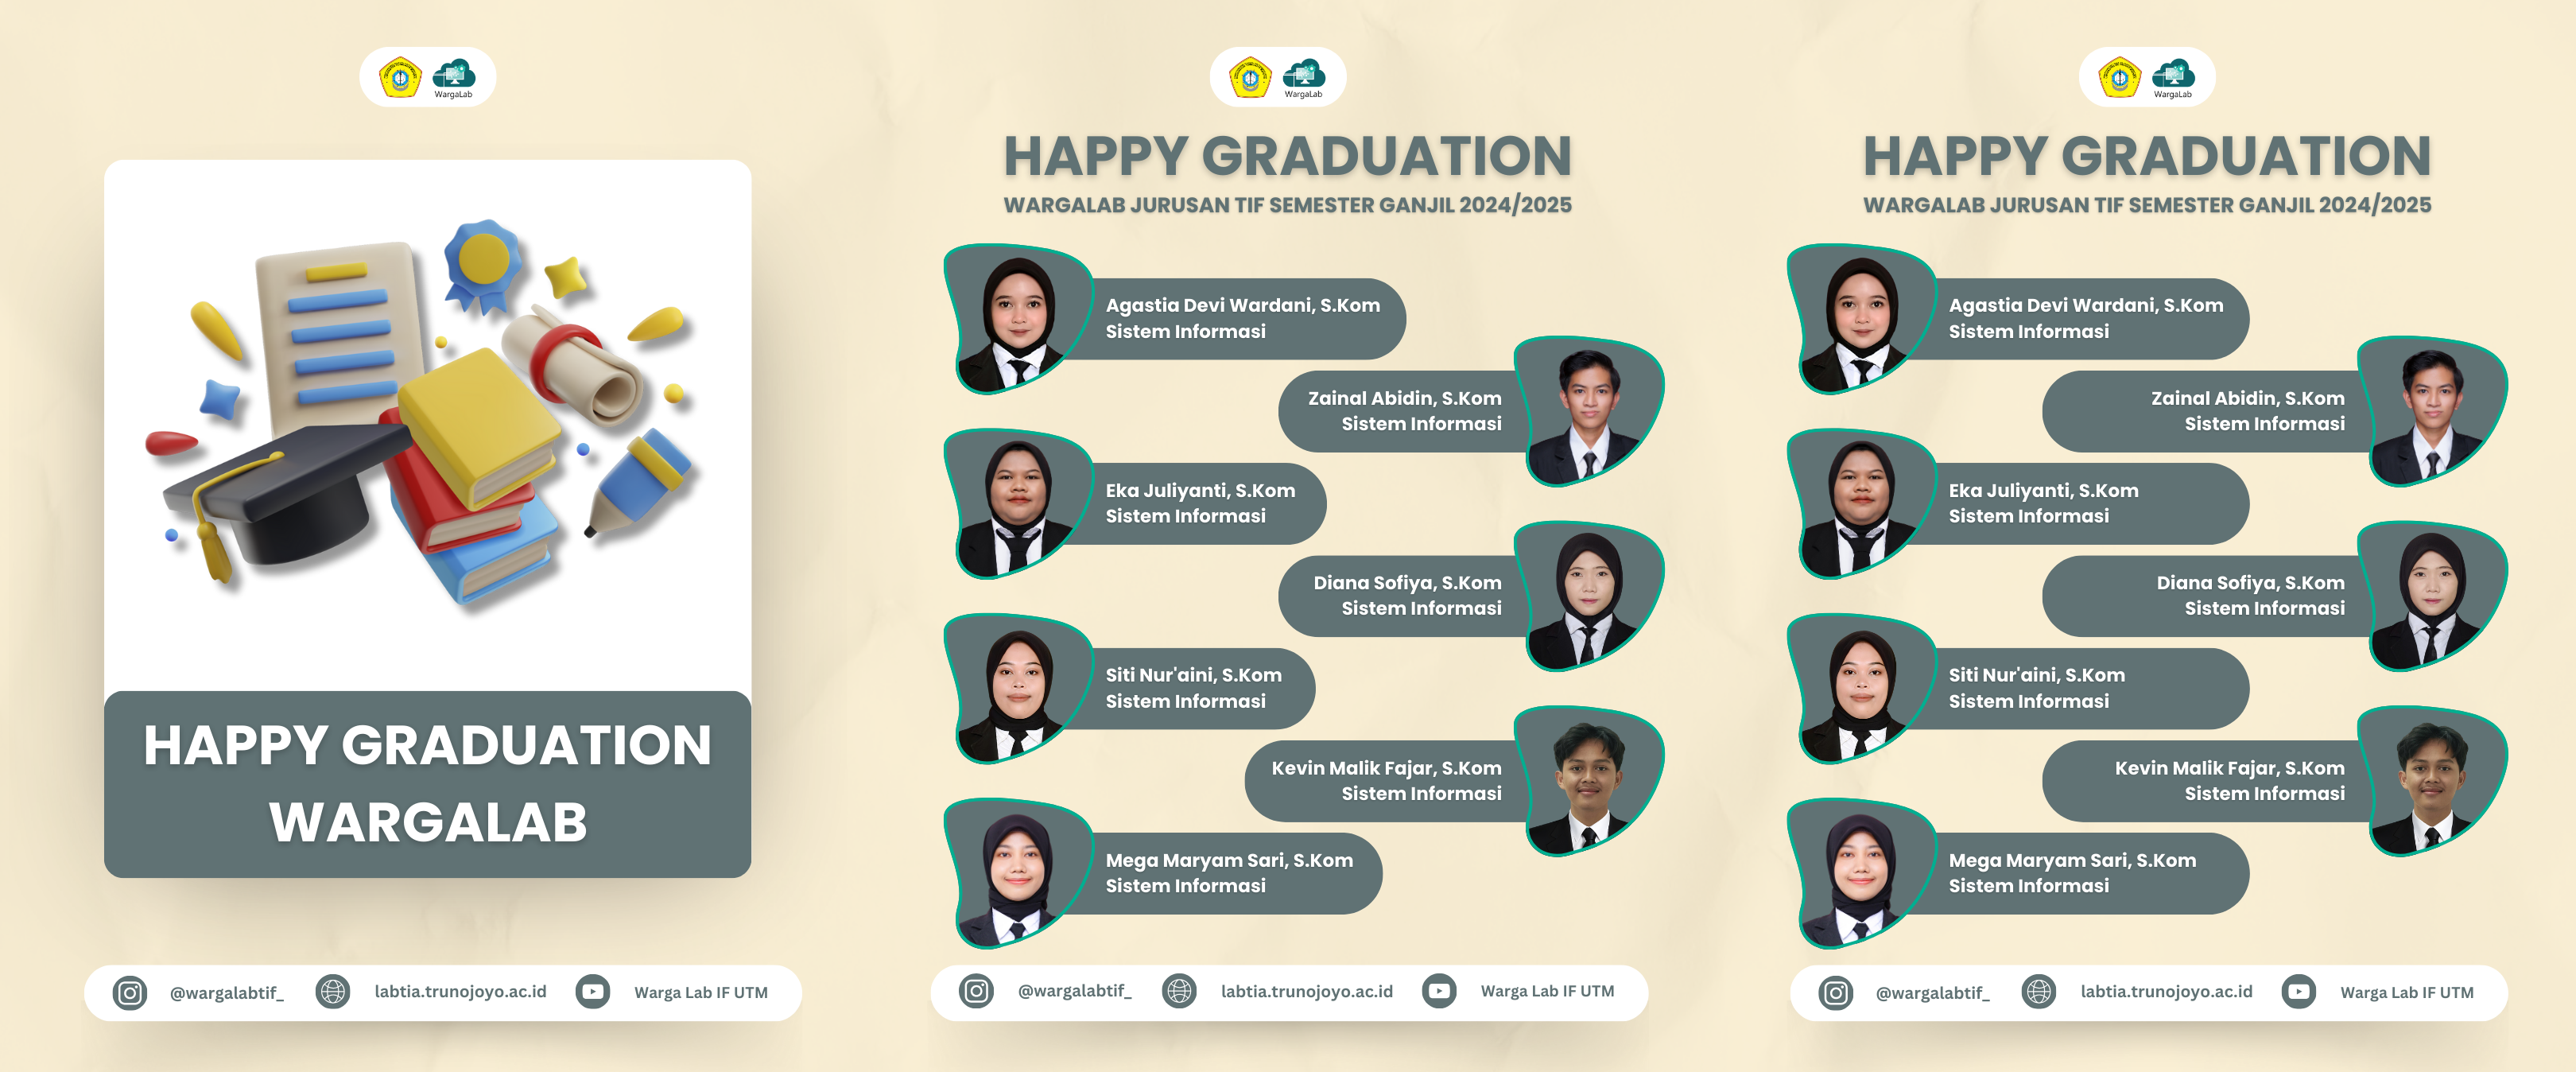 WargaLab
HAPPY GRADUATION
WARGALAB
@wargalabtif_
labtia.trunojoyo.ac.id
Warga Lab IF UTM
WargaLab
HAPPY GRADUATION
WARGALAB JURUSAN TIF SEMESTER GANJIL 2024/2025
Agastia Devi Wardani, S.Kom
Sistem Informasi
Zainal Abidin, S.Kom
Sistem Informasi
Eka Juliyanti, S.Kom
Sistem Informasi
Diana Sofiya, S.Kom
Sistem Informasi
Siti Nur'aini, S.Kom
Sistem Informasi
Kevin Malik Fajar, S.Kom
Sistem Informasi
Mega Maryam Sari, S.Kom
Sistem Informasi
@wargalabtif_
labtia.trunojoyo.ac.id
Warga Lab IF UTM
WargaLab
HAPPY GRADUATION
WARGALAB JURUSAN TIF SEMESTER GANJIL 2024/2025
Agastia Devi Wardani, S.Kom
Sistem Informasi
Zainal Abidin, S.Kom
Sistem Informasi
Eka Juliyanti, S.Kom
Sistem Informasi
Diana Sofiya, S.Kom
Sistem Informasi
Siti Nur'aini, S.Kom
Sistem Informasi
Kevin Malik Fajar, S.Kom
Sistem Informasi
Mega Maryam Sari, S.Kom
Sistem Informasi
@wargalabtif_
labtia.trunojoyo.ac.id
Warga Lab IF UTM